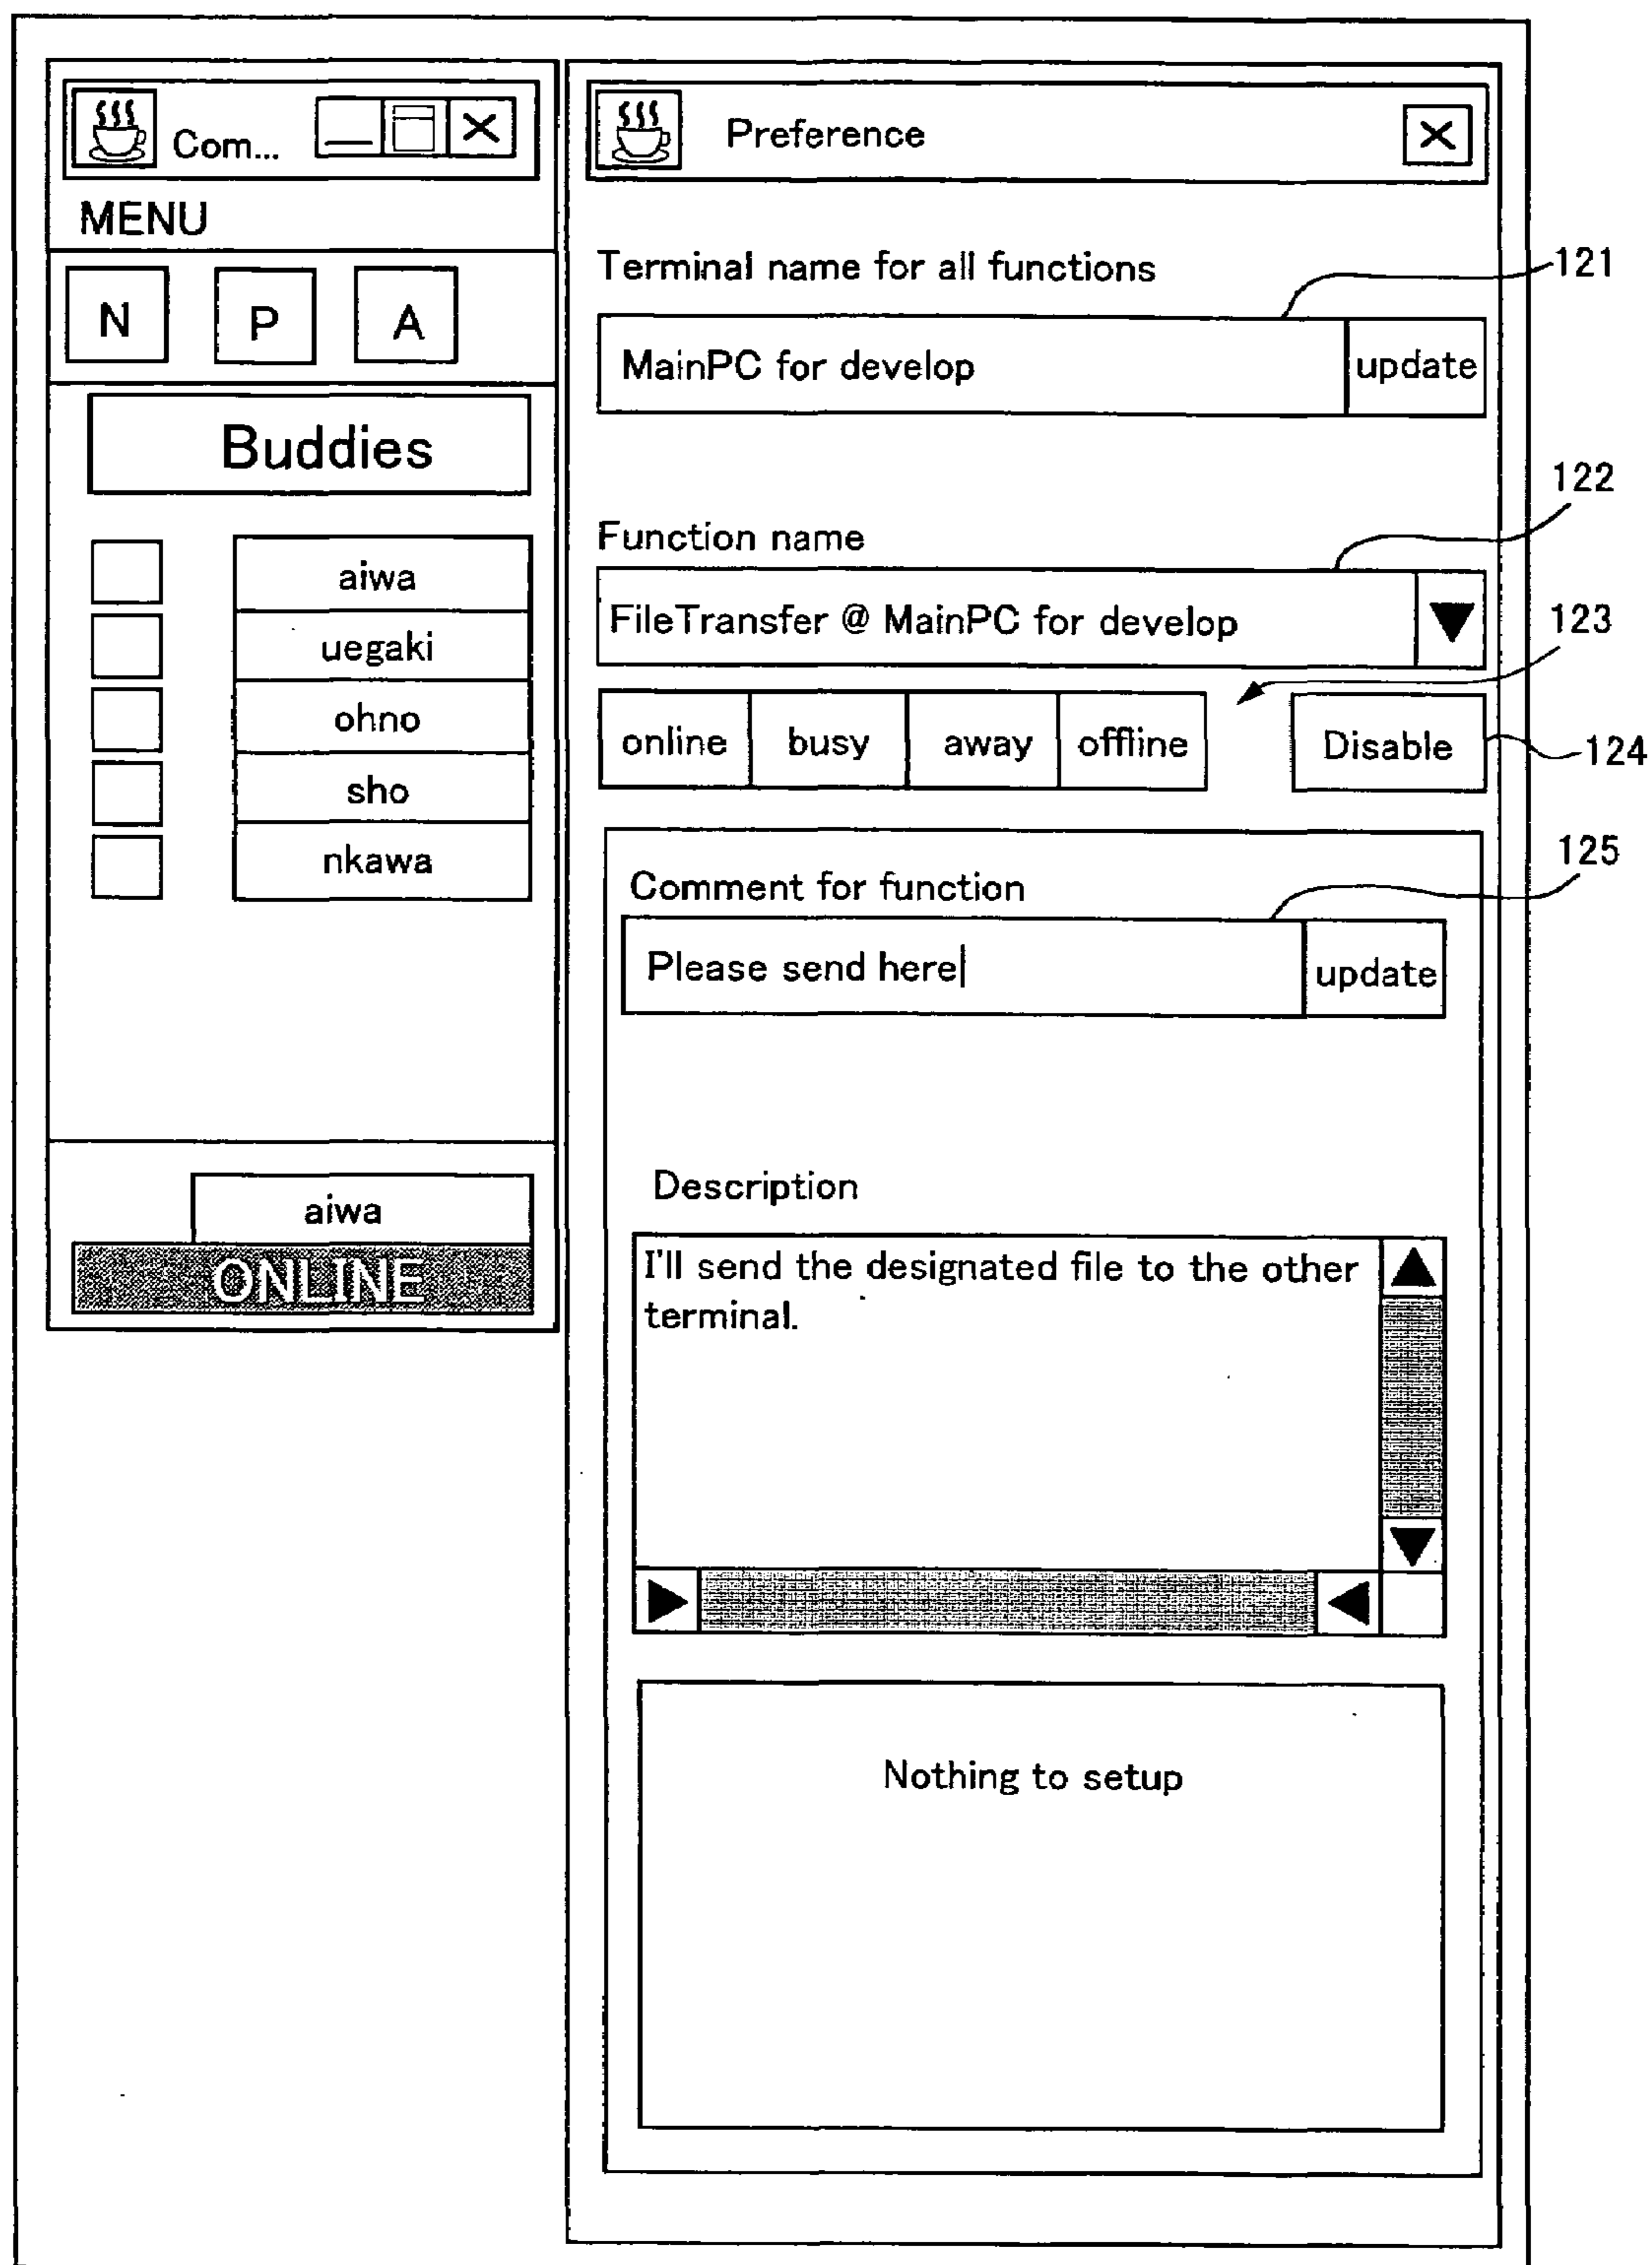 Com...
MENU
N P A
Buddies
aiwa
uegaki
ohno
sho
nkawa
aiwa
ONLINE
Preference
Terminal name for all functions
121
MainPC for develop update
122
Function name
FileTransfer @ MainPC for develop
123
online busy away offline Disable
124
125
Comment for function
Please send here update
Description
I'll send the designated file to the other
terminal.
Nothing to setup